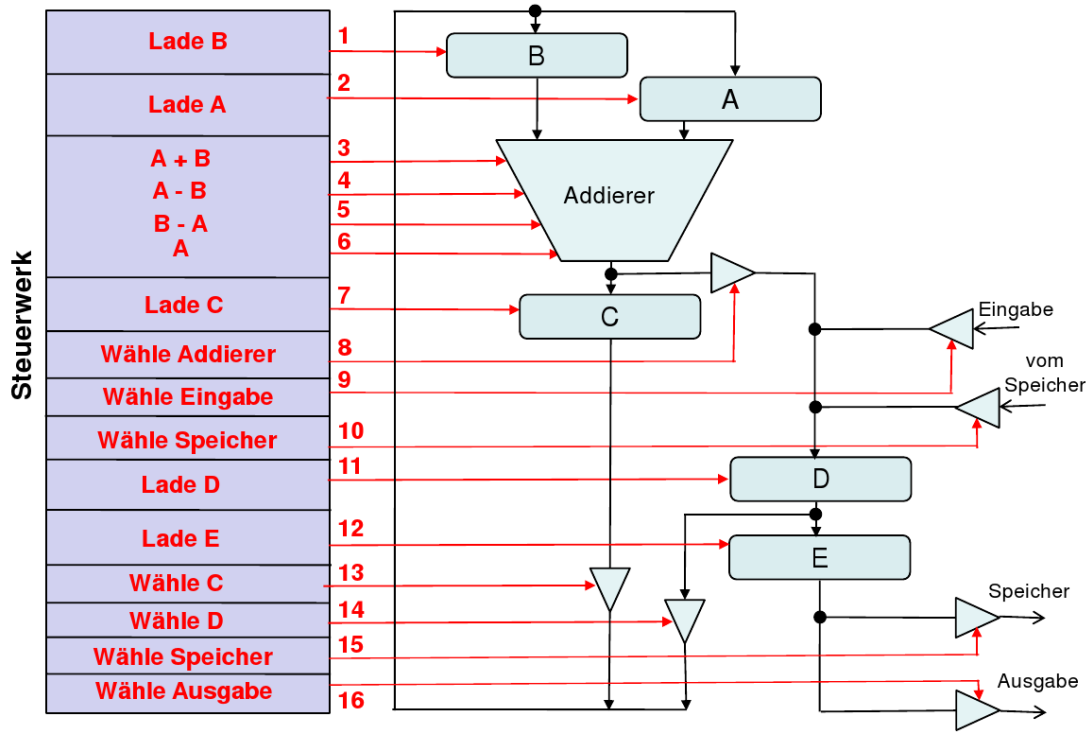 Steuerwerk
Lade B
1
Lade A
2
A + B
3
A - B
4
B - A
5
A
6
Lade C
7
Wähle Addierer
8
Wähle Eingabe
9
Wähle Speicher
10
Lade D
11
Lade E
12
Wähle C
13
Wähle D
14
Wähle Speicher
15
Wähle Ausgabe
16
B
A
Addierer
C
Eingabe
vom
Speicher
D
E
Speicher
Ausgabe